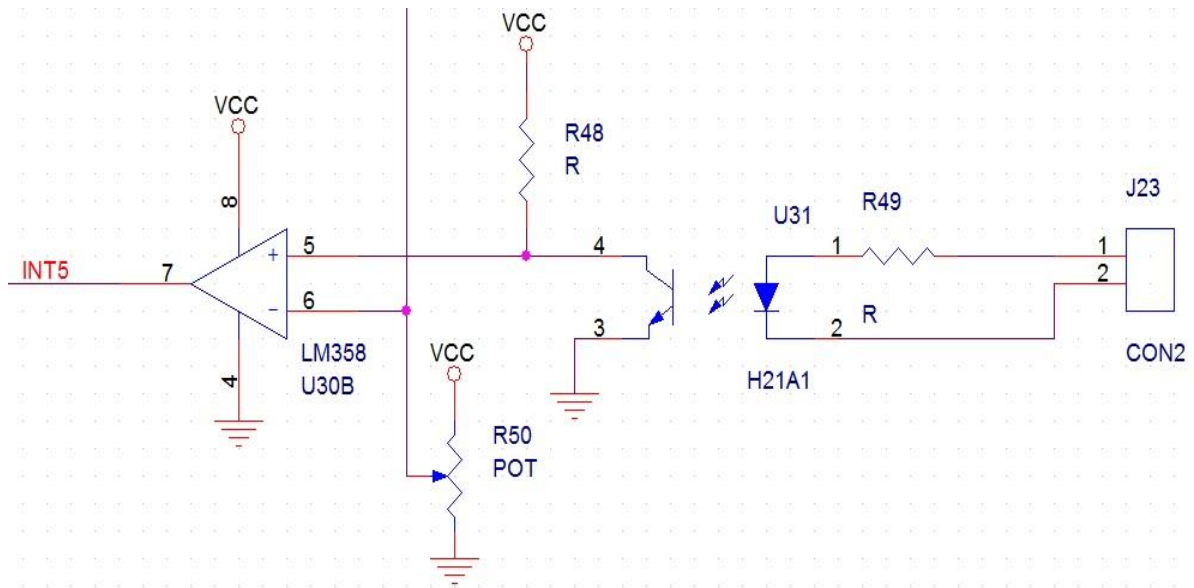 VCC
VCC
R48
R
J23
8
U31
R49
5
4
1
1
INT5
7
+
2
6
-
3
R
2
LM358
U30B
4
VCC
H21A1
CON2
R50
POT